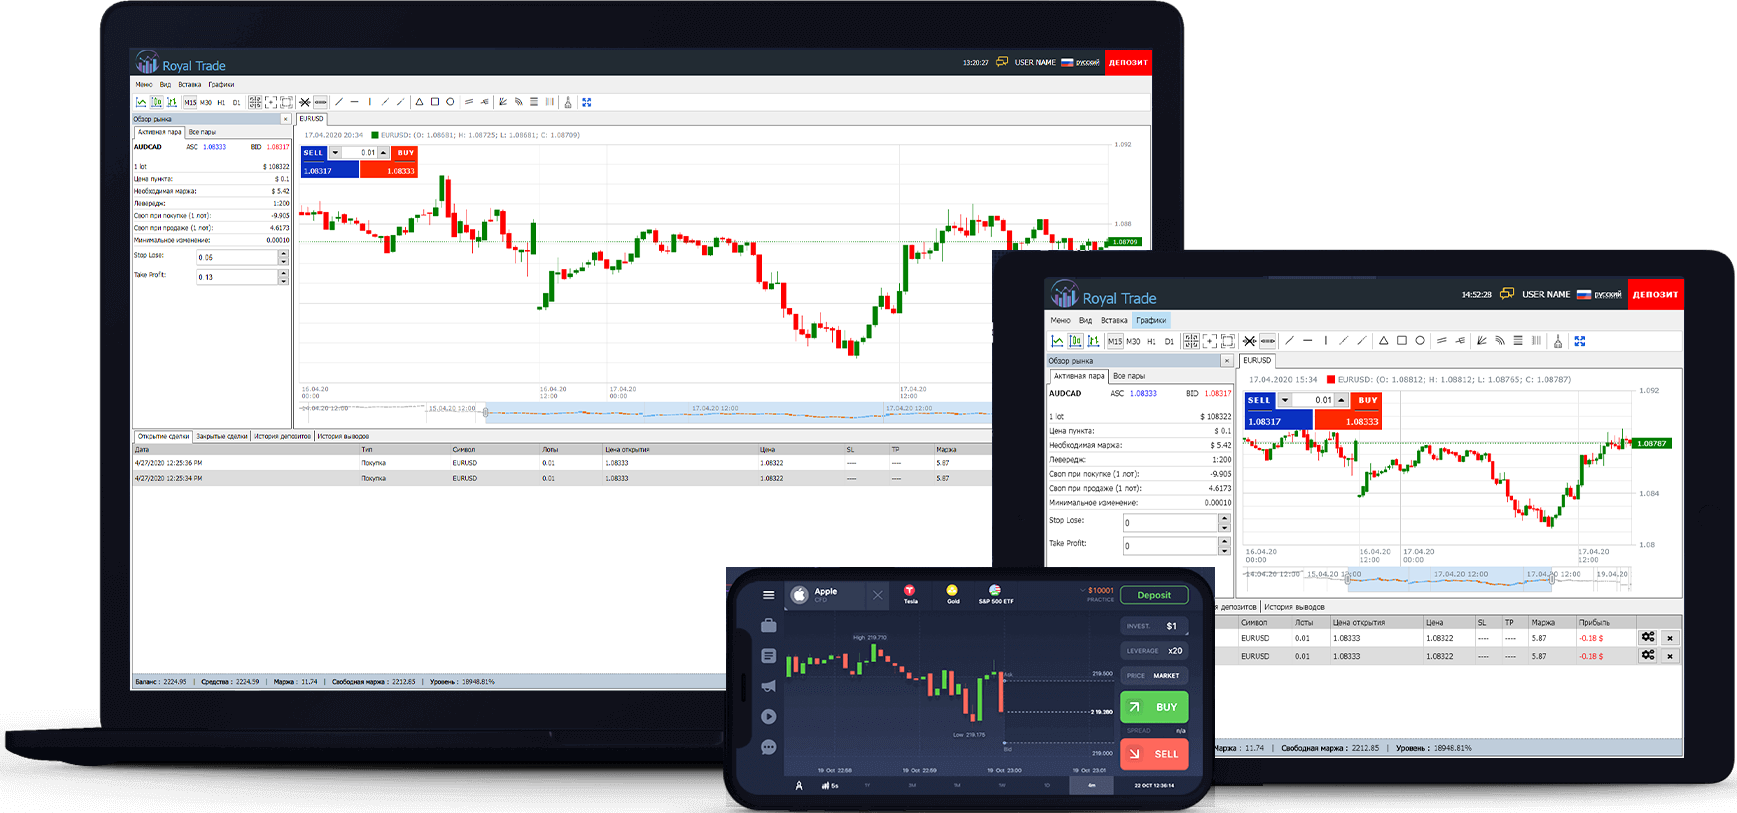 Royal Trade
13:20:27 USER NAME русский ДЕПОЗИТ
Меню Вид Вставка Графики
M15 M30 H1 D1
Обзор рынка ×
EURUSD
Активная пара Все пары
17.04.2020 20:34 EURUSD: (O: 1.08681; H: 1.08725; L: 1.08681; C: 1.08709)
AUDCAD ASC 1.08333 BID 1.08317
SELL 0.01 BUY
1.08317 1.08333
1 lot $ 108322
Цена пункта: $ 0.1
Необходимая маржа: $ 5.42
Левередж: 1:200
Своп при покупке (1 лот): -9.905
Своп при продаже (1 лот): 4.6173
Минимальное изменение: 0.00010
Stop Lose: 0.06
Take Profit: 0.13
1.092
1.088
1.08709
16.04.20 00:00
16.04.20 12:00
17.04.20 00:00
17.04.20 12:00
14.04.20 12:00 15.04.20 12:00 17.04.20 12:00 17.04.20 12:00
Открытие сделки Закрытые сделки История депозитов История выводов
Дата Тип Символ Лоты Цена открытия Цена SL TP Маржа
4/27/2020 12:25:36 PM Покупка EURUSD 0.01 1.08333 1.08322 ---- ---- 5.87
4/27/2020 12:25:34 PM Покупка EURUSD 0.01 1.08333 1.08322 ---- ---- 5.87
Баланс : 2224.95 | Средства : 2224.59 | Маржа : 11.74 | Свободная маржа : 2212.85 | Уровень : 18948.81%
Royal Trade
14:52:28 USER NAME русский ДЕПОЗИТ
Меню Вид Вставка Графики
M15 M30 H1 D1
Обзор рынка ×
EURUSD
Активная пара Все пары
17.04.2020 15:34 EURUSD: (O: 1.08812; H: 1.08812; L: 1.08765; C: 1.08787)
AUDCAD ASC 1.08333 BID 1.08317
SELL 0.01 BUY
1.08317 1.08333
1 lot $ 108322
Цена пункта: $ 0.1
Необходимая маржа: $ 5.42
Левередж: 1:200
Своп при покупке (1 лот): -9.905
Своп при продаже (1 лот): 4.6173
Минимальное изменение: 0.00010
Stop Lose: 0
Take Profit: 0
1.092
1.08787
1.084
1.08
16.04.20 00:00
16.04.20 12:00
17.04.20 00:00
17.04.20 12:00
14.04.20 12:00 15.04.20 12:00 17.04.20 12:00 17.04.20 12:00 19.04.20
депозитов История выводов
Символ Лоты Цена открытия Цена SL TP Маржа Прибыль
EURUSD 0.01 1.08333 1.08322 ---- ---- 5.87 -0.18 $
EURUSD 0.01 1.08333 1.08322 ---- ---- 5.87 -0.18 $
Маржа : 11.74 | Свободная маржа : 2212.85 | Уровень : 18948.81%
Apple
CFD
Tesla
Gold
S&P 500 ETF
$10001
PRACTICE
Deposit
INVEST. $1
LEVERAGE x20
PRICE MARKET
BUY
SPREAD n/a
SELL
High 219.710
Low 219.175
Ask
Bid
219.500
219.280
219.000
19 Oct 22:58 19 Oct 22:59 19 Oct 23:00 19 Oct 23:01
5s 4m 22 OCT 12:36:14